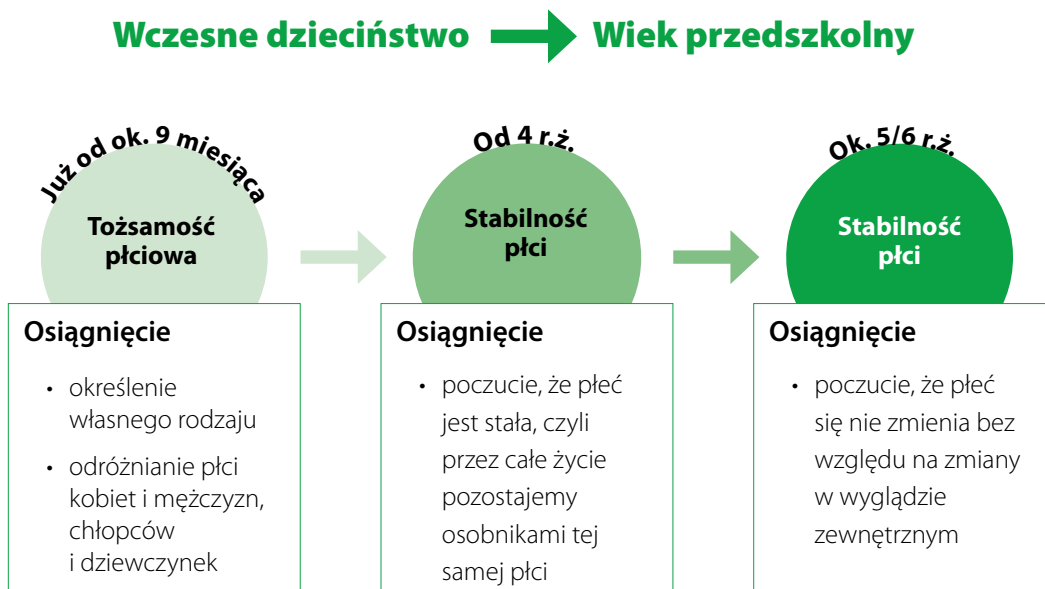 Wczesne dzieciństwo
Wiek przedszkolny
Już od ok. 9 miesiąca
Tożsamość
płciowa
Osiągnięcie
• określenie
własnego rodzaju
• odróżnianie płci
kobiet i mężczyzn,
chłopców
i dziewczynek
Od 4 r.ż.
Stabilność
płci
Osiągnięcie
• poczucie, że płeć
jest stała, czyli
przez całe życie
pozostajemy
osobnikami tej
samej płci
Ok. 5/6 r.ż.
Stabilność
płci
Osiągnięcie
• poczucie, że płeć
się nie zmienia bez
względu na zmiany
w wyglądzie
zewnętrznym